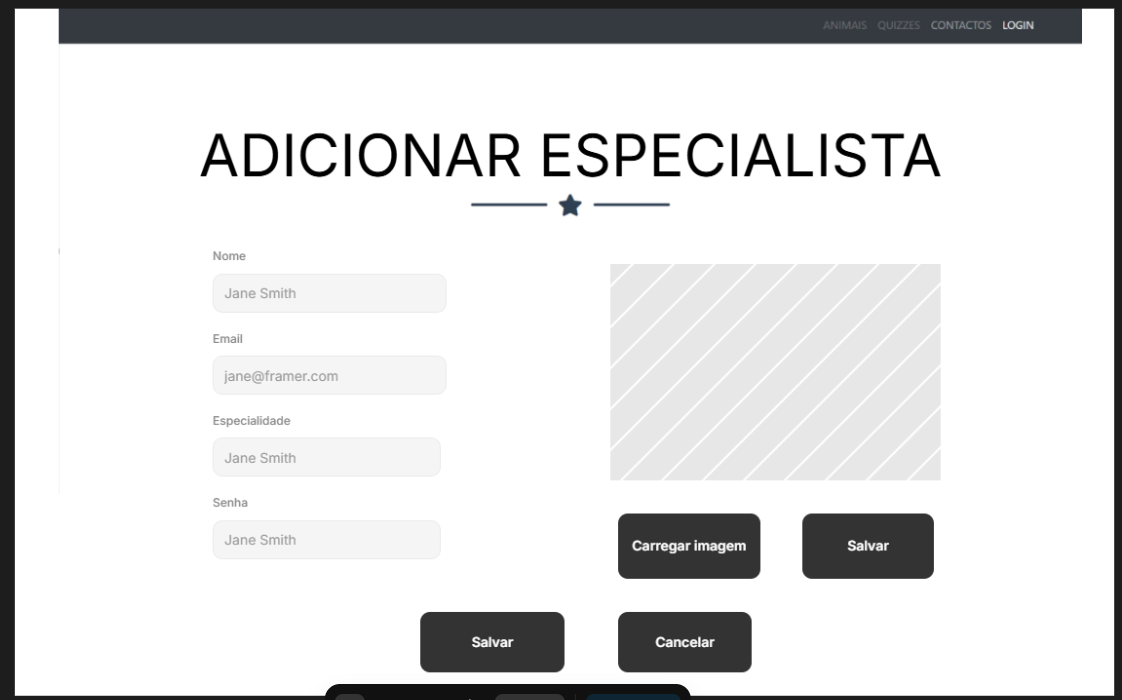 ANIMAIS QUIZZES CONTACTOS LOGIN
ADICIONAR ESPECIALISTA
Nome
Jane Smith
Email
jane@framer.com
Especialidade
Jane Smith
Senha
Jane Smith
Carregar imagem
Salvar
Salvar
Cancelar